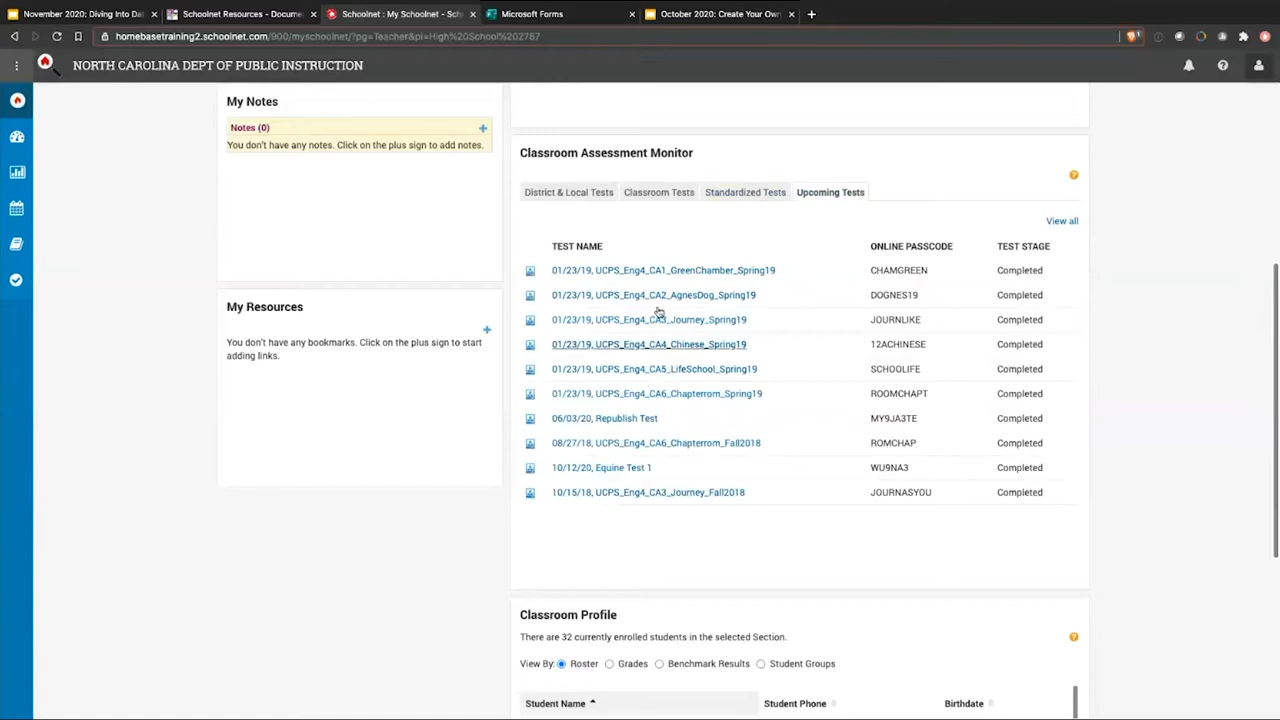 November 2020: Diving Into Dat
Schoolnet Resources - Docume
Schoolnet : My Schoolnet - Sch
Microsoft Forms
October 2020: Create Your Own
homebasetraining2.schoolnet.com/900/myschoolnet/?pg=Teacher&pi=High%20School%202787
NORTH CAROLINA DEPT OF PUBLIC INSTRUCTION
My Notes
Notes (0)
You don't have any notes. Click on the plus sign to add notes.
My Resources
You don't have any bookmarks. Click on the plus sign to start
adding links.
Classroom Assessment Monitor
District & Local Tests Classroom Tests Standardized Tests Upcoming Tests
View all
TEST NAME ONLINE PASSCODE TEST STAGE
01/23/19, UCPS_Eng4_CA1_GreenChamber_Spring19 CHAMGREEN Completed
01/23/19, UCPS_Eng4_CA2_AgnesDog_Spring19 DOGNES19 Completed
01/23/19, UCPS_Eng4_CA3_Journey_Spring19 JOURNLIKE Completed
01/23/19, UCPS_Eng4_CA4_Chinese_Spring19 12ACHINESE Completed
01/23/19, UCPS_Eng4_CA5_LifeSchool_Spring19 SCHOOLIFE Completed
01/23/19, UCPS_Eng4_CA6_Chapterrom_Spring19 ROOMCHAPT Completed
06/03/20, Republish Test MY9JA3TE Completed
08/27/18, UCPS_Eng4_CA6_Chapterrom_Fall2018 ROMCHAP Completed
10/12/20, Equine Test 1 WU9NA3 Completed
10/15/18, UCPS_Eng4_CA3_Journey_Fall2018 JOURNASYOU Completed
Classroom Profile
There are 32 currently enrolled students in the selected Section.
View By: Roster Grades Benchmark Results Student Groups
Student Name Student Phone Birthdate